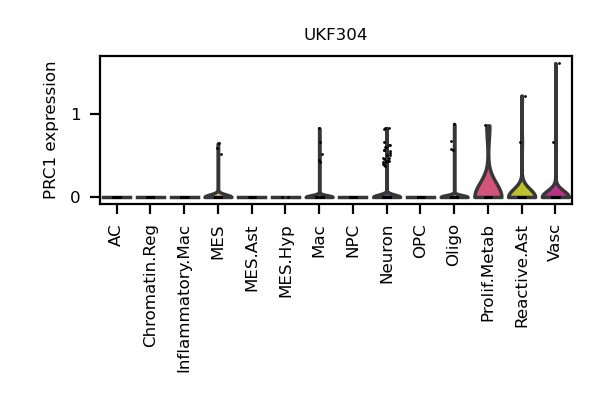 UKF304
PRC1 expression
1
0
AC
Chromatin.Reg
Inflammatory.Mac
MES
MES.Ast
MES.Hyp
Mac
NPC
Neuron
OPC
Oligo
Prolif.Metab
Reactive.Ast
Vasc